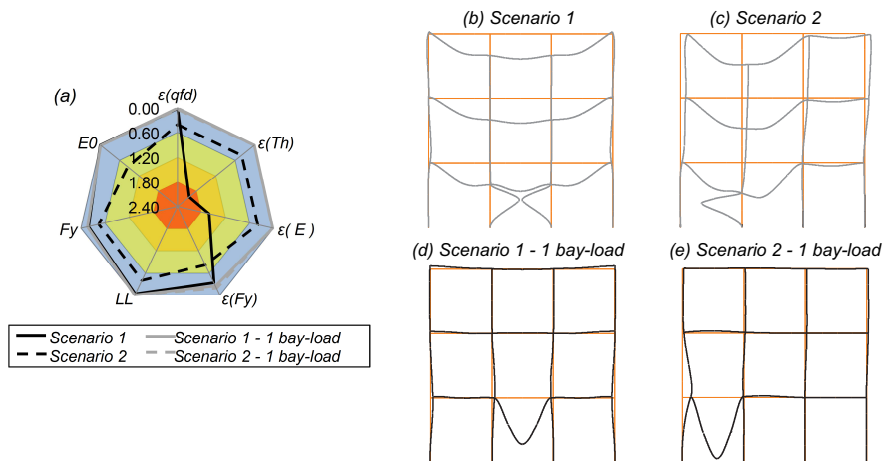 (a)
ε(qfd)
0.00
0.60
1.20
1.80
2.40
E0
ε(Th)
Fy
ε( E )
LL
ε(Fy)
Scenario 1
Scenario 1 - 1 bay-load
Scenario 2
Scenario 2 - 1 bay-load
(b) Scenario 1
(c) Scenario 2
(d) Scenario 1 - 1 bay-load
(e) Scenario 2 - 1 bay-load